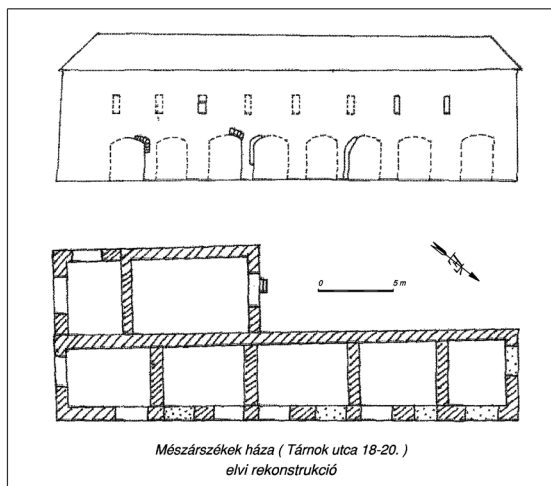 0 5 m
Mészárszékek háza ( Tárnok utca 18-20. )
elvi rekonstrukció